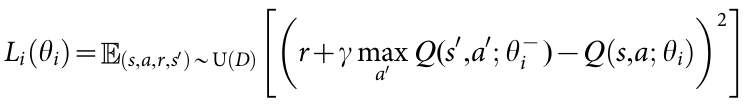 L_i(θ_i) = 𝔼_{(s,a,r,s′) ~ U(D)} [ ( r + γ max_{a′} Q(s′,a′; θ_i^−) − Q(s,a; θ_i) )^2 ]